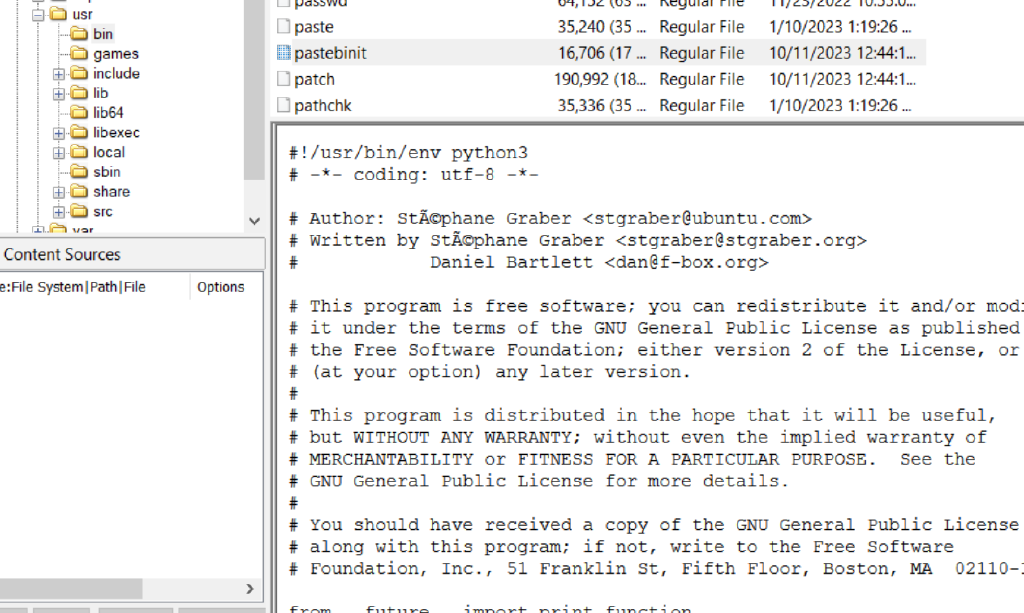 usr
bin
games
include
lib
lib64
libexec
local
sbin
share
src
var
Content Sources
e:File System|Path|File Options
passwd 64,152 (63 ... Regular File 11/23/2022 10:55:0...
paste 35,240 (35 ... Regular File 1/10/2023 1:19:26 ...
pastebinit 16,706 (17 ... Regular File 10/11/2023 12:44:1...
patch 190,992 (18... Regular File 10/11/2023 12:44:1...
pathchk 35,336 (35 ... Regular File 1/10/2023 1:19:26 ...
#!/usr/bin/env python3
# -*- coding: utf-8 -*-
# Author: StÃ©phane Graber <stgraber@ubuntu.com>
# Written by StÃ©phane Graber <stgraber@stgraber.org>
# Daniel Bartlett <dan@f-box.org>
# This program is free software; you can redistribute it and/or modi
# it under the terms of the GNU General Public License as published
# the Free Software Foundation; either version 2 of the License, or
# (at your option) any later version.
#
# This program is distributed in the hope that it will be useful,
# but WITHOUT ANY WARRANTY; without even the implied warranty of
# MERCHANTABILITY or FITNESS FOR A PARTICULAR PURPOSE. See the
# GNU General Public License for more details.
#
# You should have received a copy of the GNU General Public License
# along with this program; if not, write to the Free Software
# Foundation, Inc., 51 Franklin St, Fifth Floor, Boston, MA 02110-
from __future__ import print_function